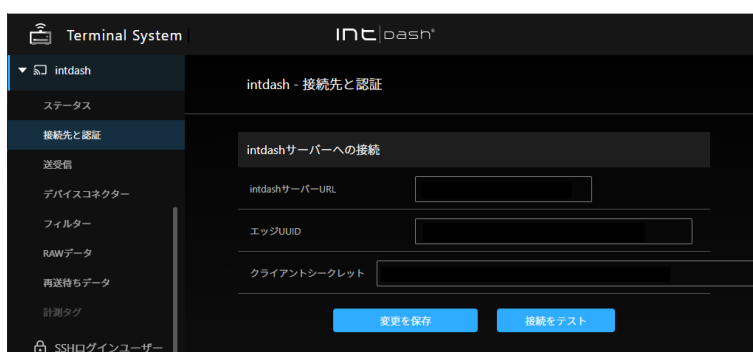 Terminal System
intdash
intdash
ステータス
接続先と認証
送受信
デバイスコネクター
フィルター
RAWデータ
再送待ちデータ
計測タグ
SSHログインユーザー
intdash - 接続先と認証
intdashサーバーへの接続
intdashサーバーURL
エッジUUID
クライアントシークレット
変更を保存
接続をテスト